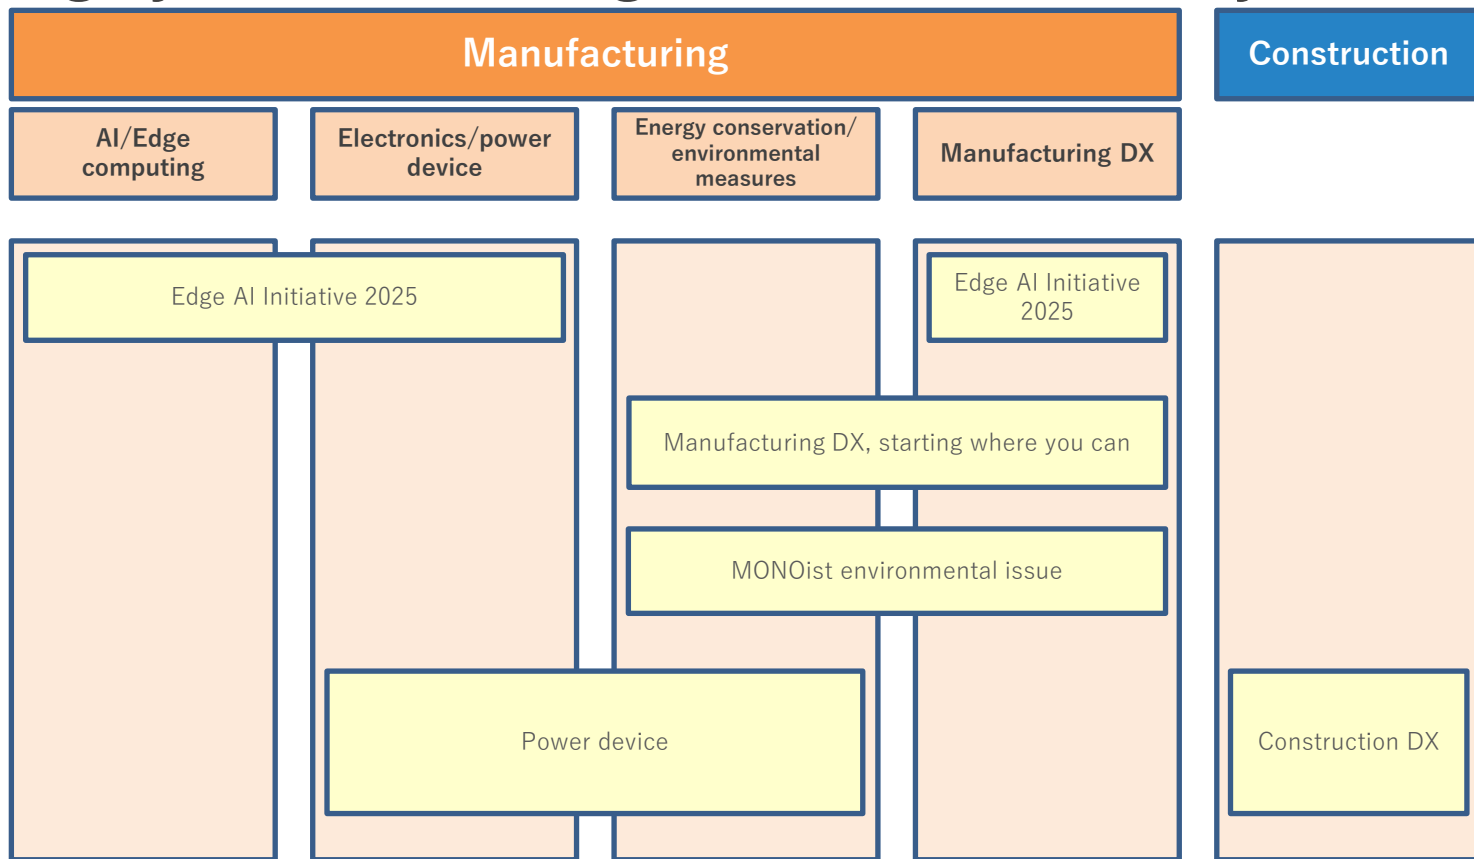 Manufacturing
Construction
AI/Edge
computing
Electronics/power
device
Energy conservation/
environmental
measures
Manufacturing DX
Edge AI Initiative 2025
Edge AI Initiative
2025
Manufacturing DX, starting where you can
MONOist environmental issue
Power device
Construction DX